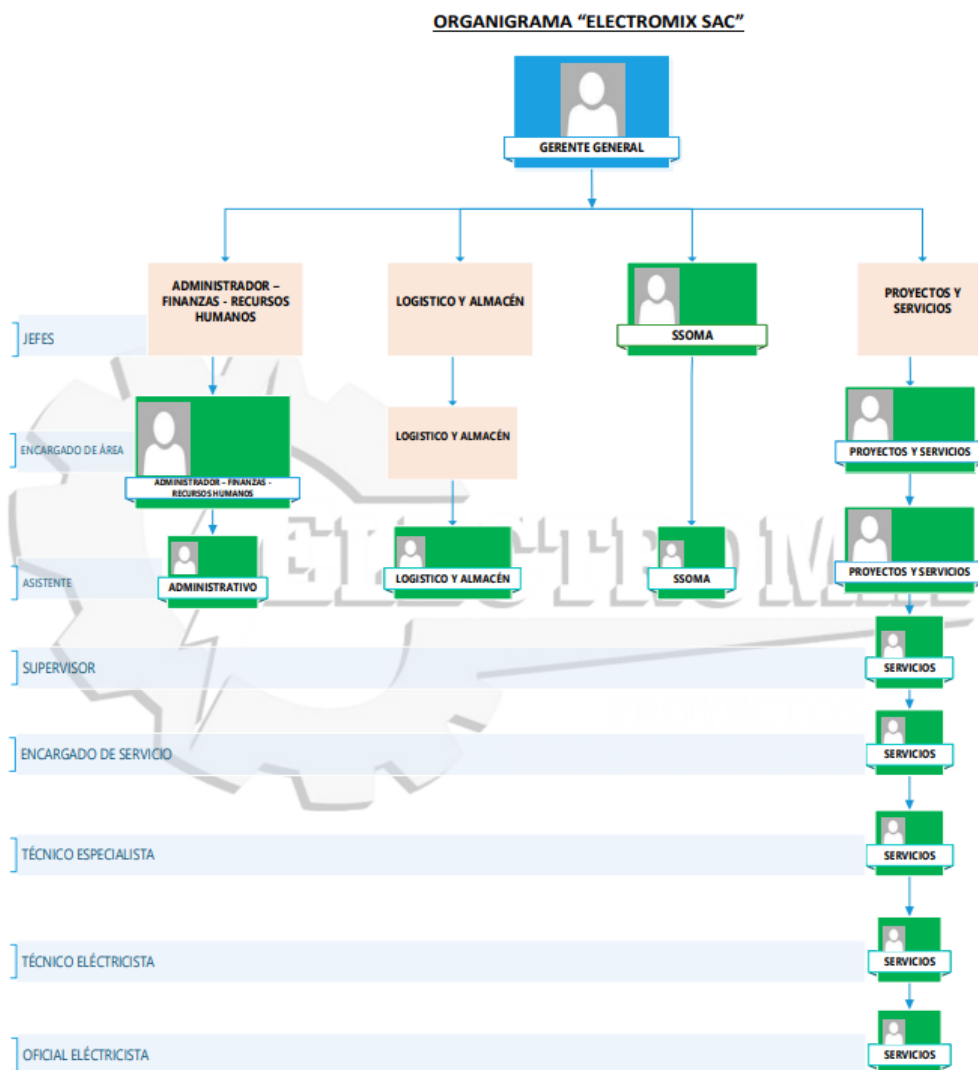 ORGANIGRAMA “ELECTROMIX SAC”
GERENTE GENERAL
ADMINISTRADOR –
FINANZAS - RECURSOS
HUMANOS
LOGISTICO Y ALMACÉN
SSOMA
PROYECTOS Y
SERVICIOS
JEFES
ENCARGADO DE ÁREA
ADMINISTRADOR – FINANZAS -
RECURSOS HUMANOS
LOGISTICO Y ALMACÉN
PROYECTOS Y SERVICIOS
ASISTENTE
ADMINISTRATIVO
LOGISTICO Y ALMACÉN
SSOMA
PROYECTOS Y SERVICIOS
ELECTROMIX
SUPERVISOR
SERVICIOS
ENCARGADO DE SERVICIO
SERVICIOS
TÉCNICO ESPECIALISTA
SERVICIOS
TÉCNICO ELÉCTRICISTA
SERVICIOS
OFICIAL ELÉCTRICISTA
SERVICIOS